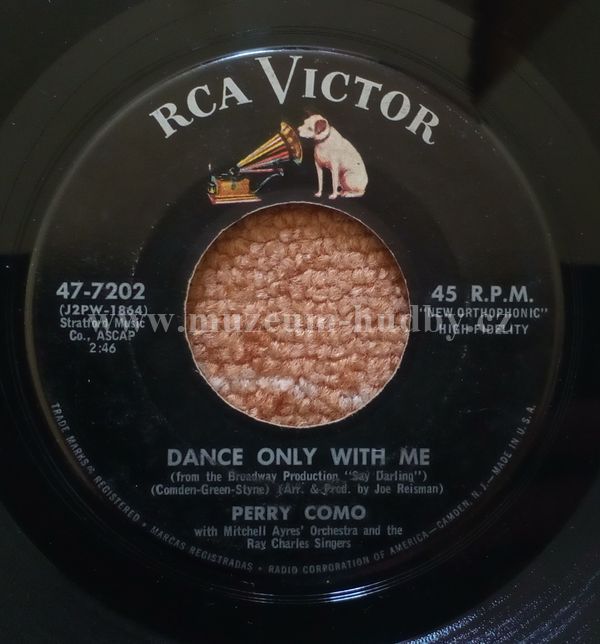 RCA VICTOR
47-7202
(J2PW-1864)
Stratford Music
Co., ASCAP
2:46
45 R.P.M.
"NEW ORTHOPHONIC"
HIGH FIDELITY
www.muzeum-hudby.cz
DANCE ONLY WITH ME
(from the Broadway Production "Say Darling")
(Comden-Green-Styne) (Arr. & Prod. by Joe Reisman)
PERRY COMO
with Mitchell Ayres' Orchestra and the
Ray Charles Singers
TRADE MARKS ® REGISTERED • MARCAS REGISTRADAS • RADIO CORPORATION OF AMERICA—CAMDEN, N. J.—MADE IN U.S.A.